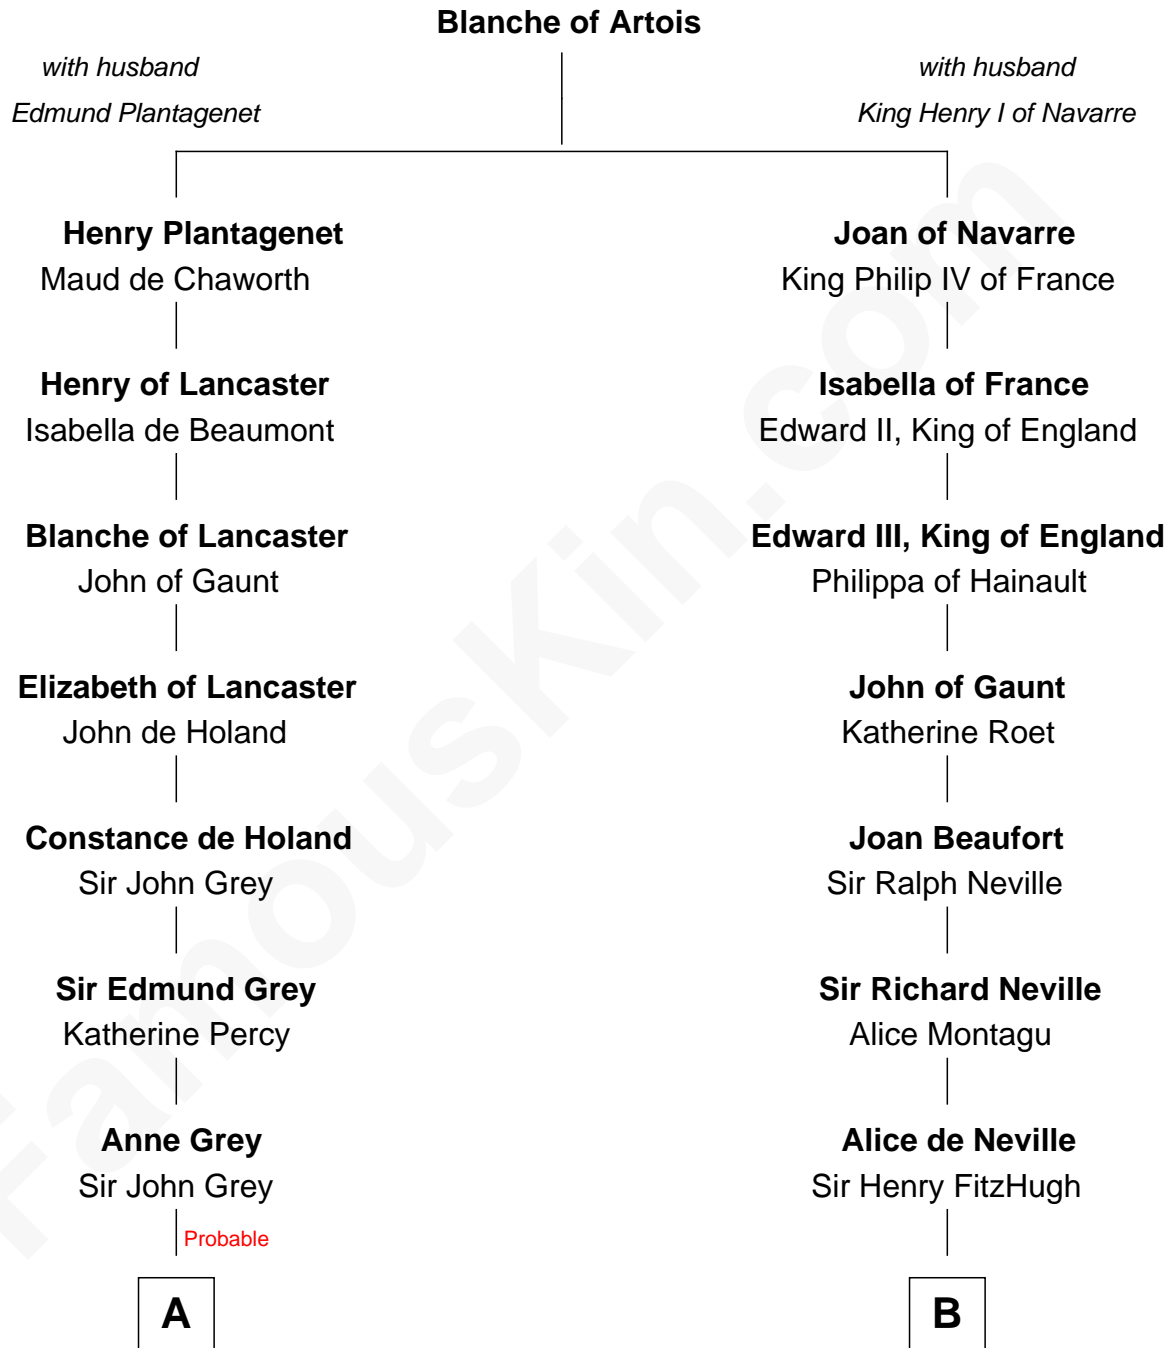 Blanche of Artois
with husband
Edmund Plantagenet
with husband
King Henry I of Navarre
Henry Plantagenet
Maud de Chaworth
Joan of Navarre
King Philip IV of France
Henry of Lancaster
Isabella de Beaumont
Isabella of France
Edward II, King of England
Blanche of Lancaster
John of Gaunt
Edward III, King of England
Philippa of Hainault
Elizabeth of Lancaster
John de Holand
John of Gaunt
Katherine Roet
Constance de Holand
Sir John Grey
Joan Beaufort
Sir Ralph Neville
Sir Edmund Grey
Katherine Percy
Sir Richard Neville
Alice Montagu
Anne Grey
Sir John Grey
Alice de Neville
Sir Henry FitzHugh
Probable
A
B
FamousKin.com